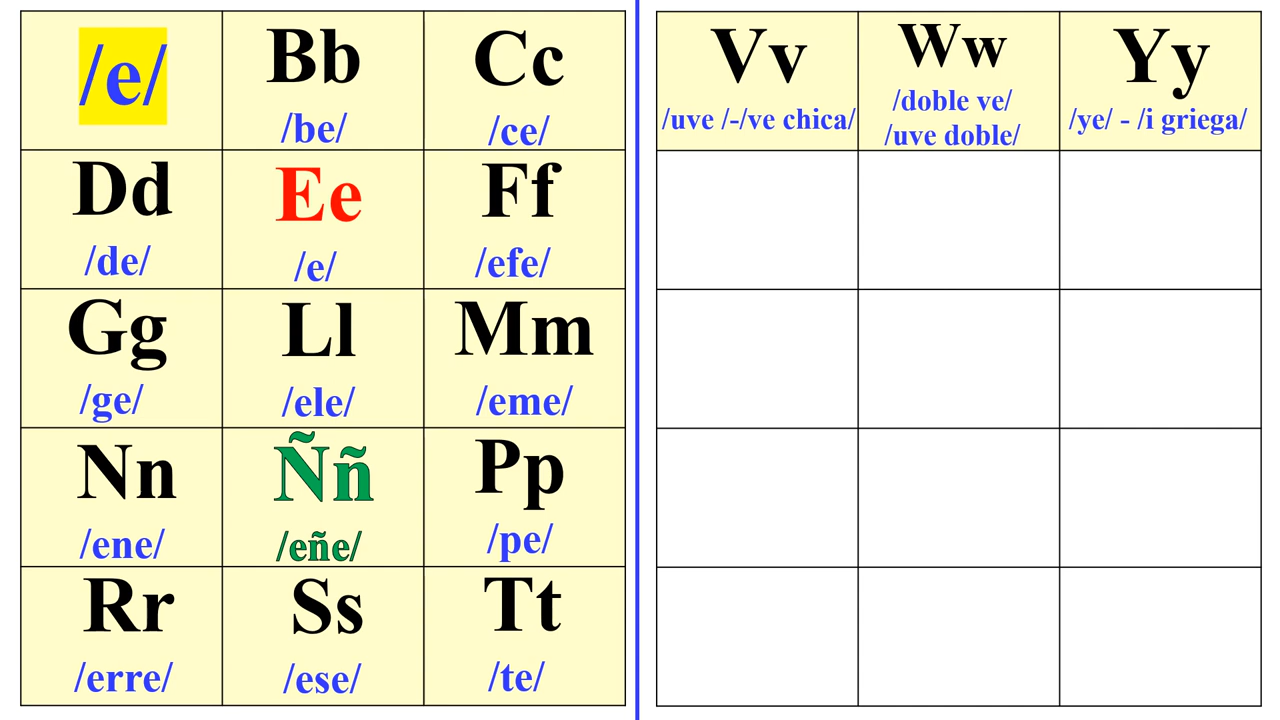 /e/
Bb
/be/
Cc
/ce/
Dd
/de/
Ee
/e/
Ff
/efe/
Gg
/ge/
Ll
/ele/
Mm
/eme/
Nn
/ene/
Ññ
/eñe/
Pp
/pe/
Rr
/erre/
Ss
/ese/
Tt
/te/
Vv
/uve /-/ve chica/
Ww
/doble ve/
/uve doble/
Yy
/ye/ - /i griega/